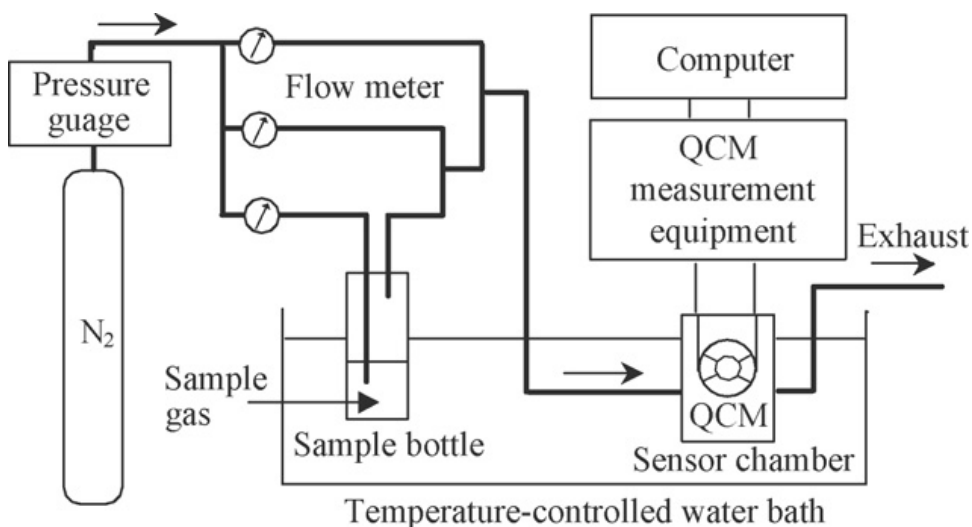 Pressure
guage
Flow meter
Computer
QCM
measurement
equipment
Exhaust
N₂
Sample
gas
Sample bottle
QCM
Sensor chamber
Temperature-controlled water bath